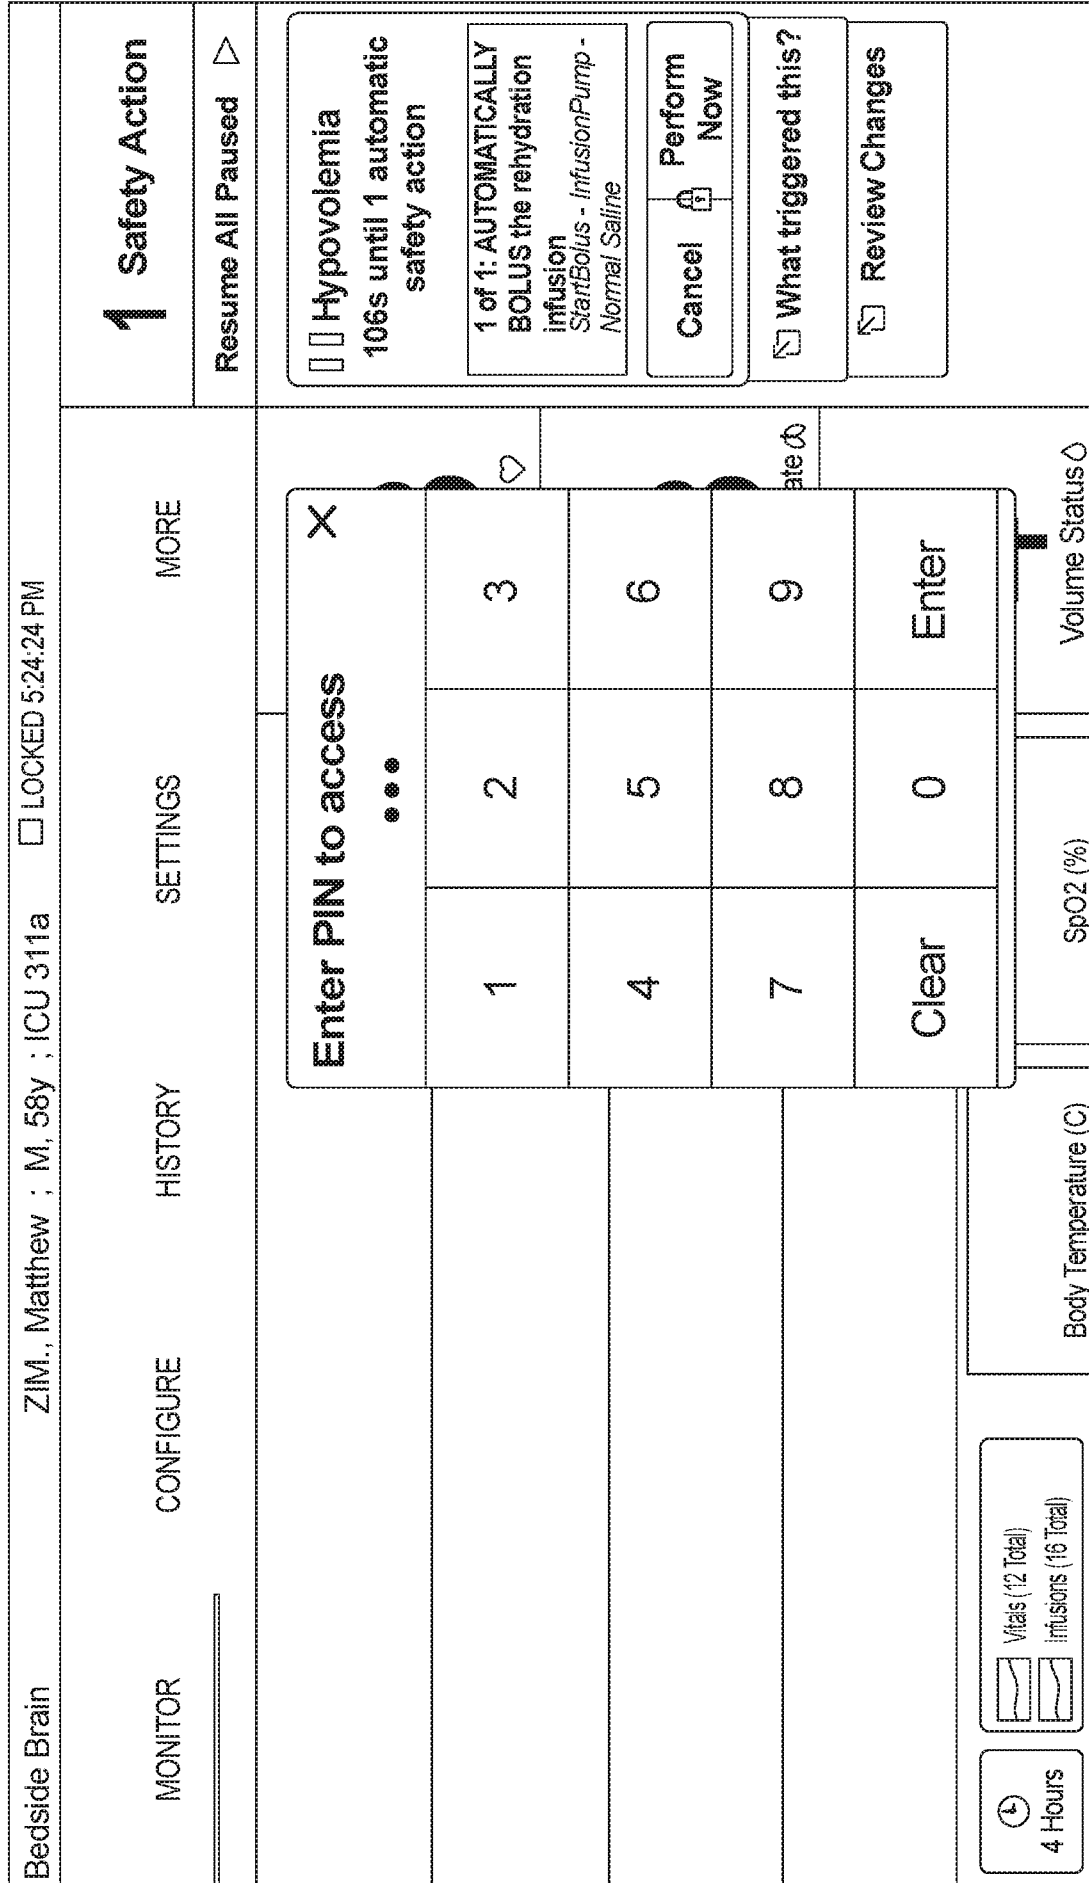 Bedside Brain
ZIM., Matthew ; M, 58y ; ICU 311a
LOCKED 5:24:24 PM
MONITOR
CONFIGURE
HISTORY
SETTINGS
MORE
1 Safety Action
Resume All Paused
Hypovolemia
106s until 1 automatic
safety action
1 of 1: AUTOMATICALLY
BOLUS the rehydration
infusion
StartBolus - InfusionPump -
Normal Saline
Cancel
Perform
Now
What triggered this?
Review Changes
Enter PIN to access
X
•••
1 2 3
4 5 6
7 8 9
Clear 0 Enter
ate
4 Hours
Vitals (12 Total)
Infusions (16 Total)
Body Temperature (C)
SpO2 (%)
Volume Status